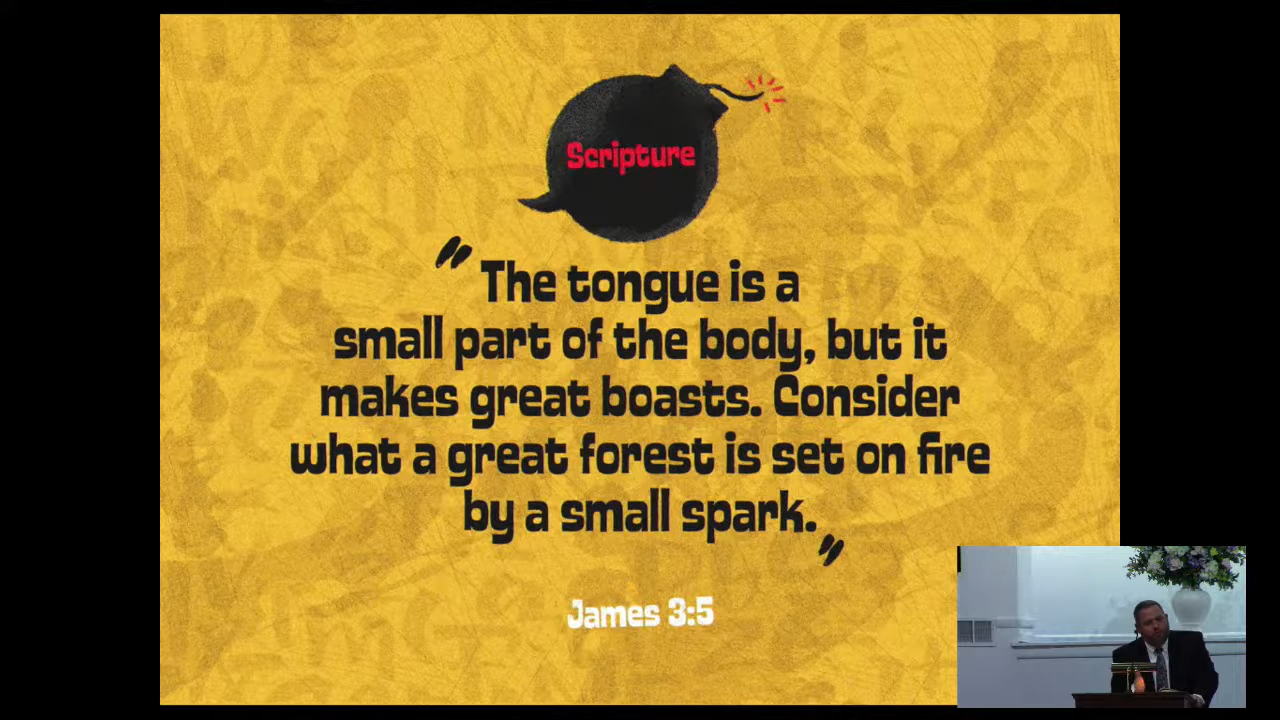 Scripture
"The tongue is a
small part of the body, but it
makes great boasts. Consider
what a great forest is set on fire
by a small spark."
James 3:5